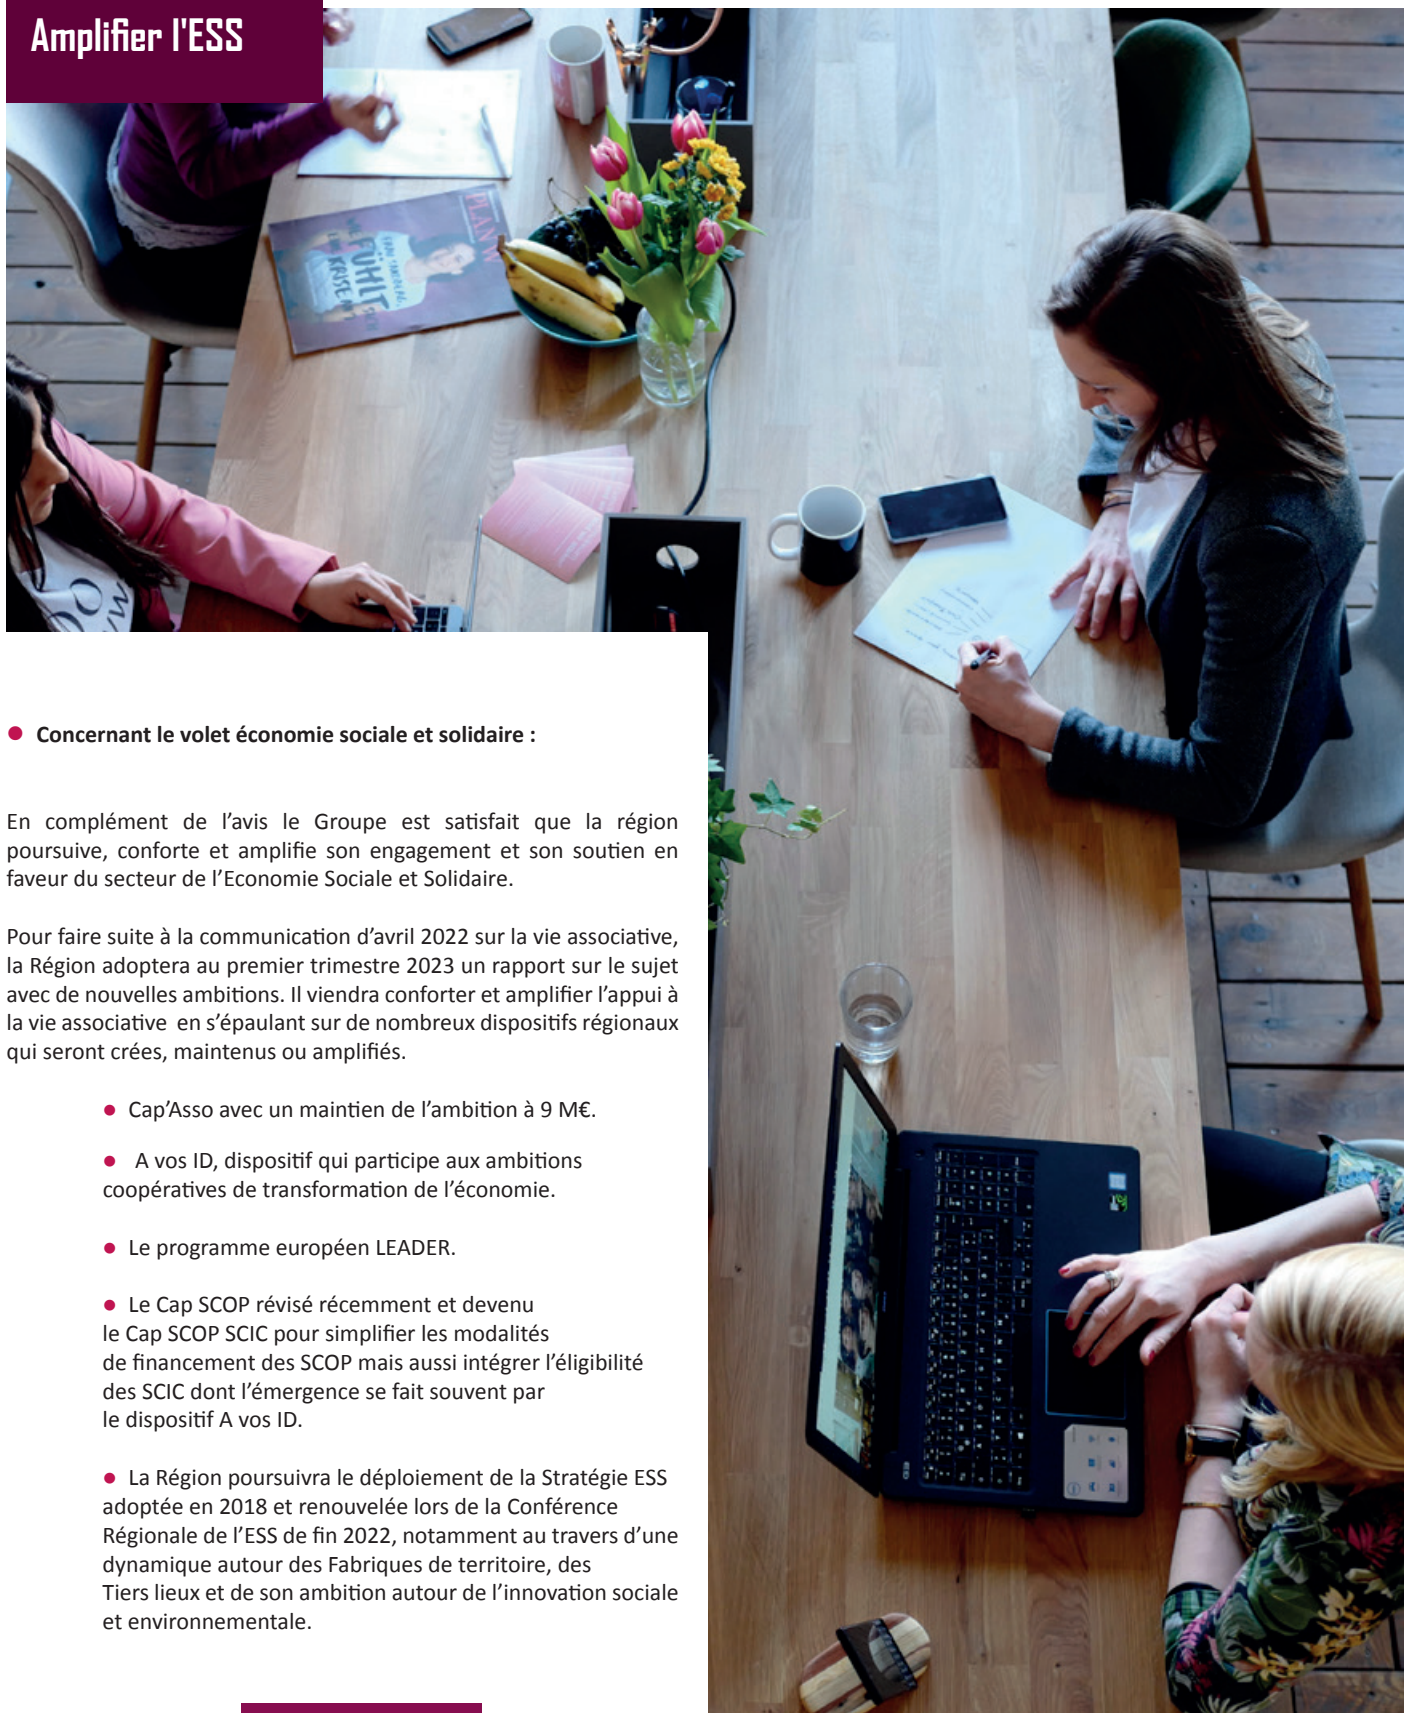 Amplifier l'ESS
PLAN W
FÜHLT
KRISE
● Concernant le volet économie sociale et solidaire :
En complément de l’avis le Groupe est satisfait que la région
poursuive, conforte et amplifie son engagement et son soutien en
faveur du secteur de l’Economie Sociale et Solidaire.
Pour faire suite à la communication d’avril 2022 sur la vie associative,
la Région adoptera au premier trimestre 2023 un rapport sur le sujet
avec de nouvelles ambitions. Il viendra conforter et amplifier l’appui à
la vie associative en s’épaulant sur de nombreux dispositifs régionaux
qui seront crées, maintenus ou amplifiés.
● Cap’Asso avec un maintien de l’ambition à 9 M€.
● A vos ID, dispositif qui participe aux ambitions
coopératives de transformation de l’économie.
● Le programme européen LEADER.
● Le Cap SCOP révisé récemment et devenu
le Cap SCOP SCIC pour simplifier les modalités
de financement des SCOP mais aussi intégrer l’éligibilité
des SCIC dont l’émergence se fait souvent par
le dispositif A vos ID.
● La Région poursuivra le déploiement de la Stratégie ESS
adoptée en 2018 et renouvelée lors de la Conférence
Régionale de l’ESS de fin 2022, notamment au travers d’une
dynamique autour des Fabriques de territoire, des
Tiers lieux et de son ambition autour de l’innovation sociale
et environnementale.